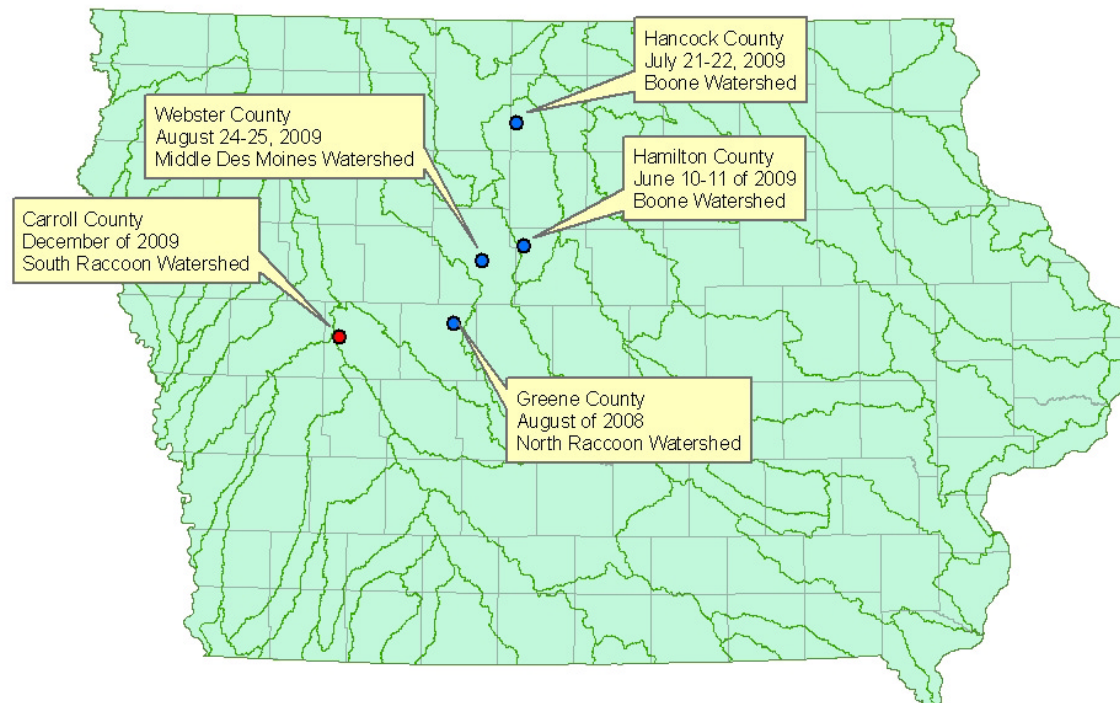 Hancock County
July 21-22, 2009
Boone Watershed
Webster County
August 24-25, 2009
Middle Des Moines Watershed
Hamilton County
June 10-11 of 2009
Boone Watershed
Carroll County
December of 2009
South Raccoon Watershed
Greene County
August of 2008
North Raccoon Watershed